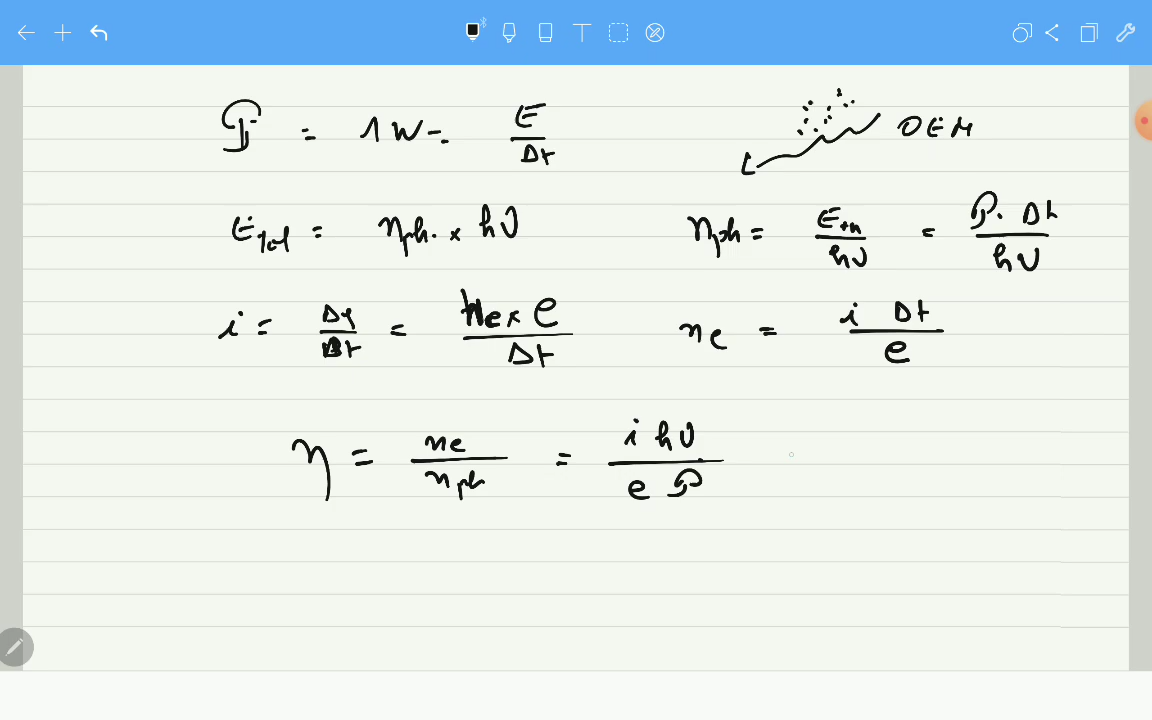 P = 1 W = E/Δt
OEM
E_tot = n_ph. × hν n_ph = E_tot/hν = P. Δt/hν
i = Δq/Δt = n_e × e/Δt n_e = i Δt/e
η = n_e/n_ph = i hν/e P